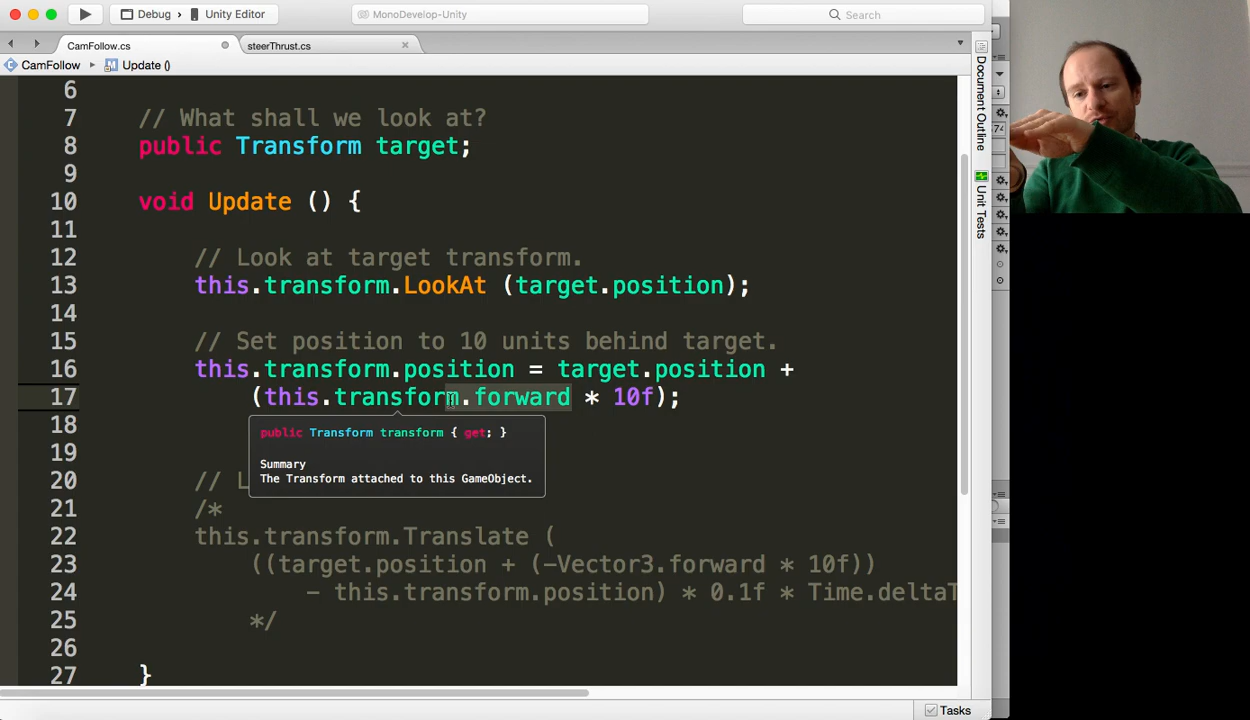 Debug
Unity Editor
MonoDevelop-Unity
Search
CamFollow.cs
steerThrust.cs
CamFollow
Update ()
6
7 // What shall we look at?
8 public Transform target;
9
10 void Update () {
11
12 // Look at target transform.
13 this.transform.LookAt (target.position);
14
15 // Set position to 10 units behind target.
16 this.transform.position = target.position +
17 (this.transform.forward * 10f);
18
public Transform transform { get; }
19
Summary
The Transform attached to this GameObject.
20 // L
21 /*
22 this.transform.Translate (
23 ((target.position + (-Vector3.forward * 10f))
24 - this.transform.position) * 0.1f * Time.deltaT
25 */
26
27 }
Document Outline
Unit Tests
74
Tasks